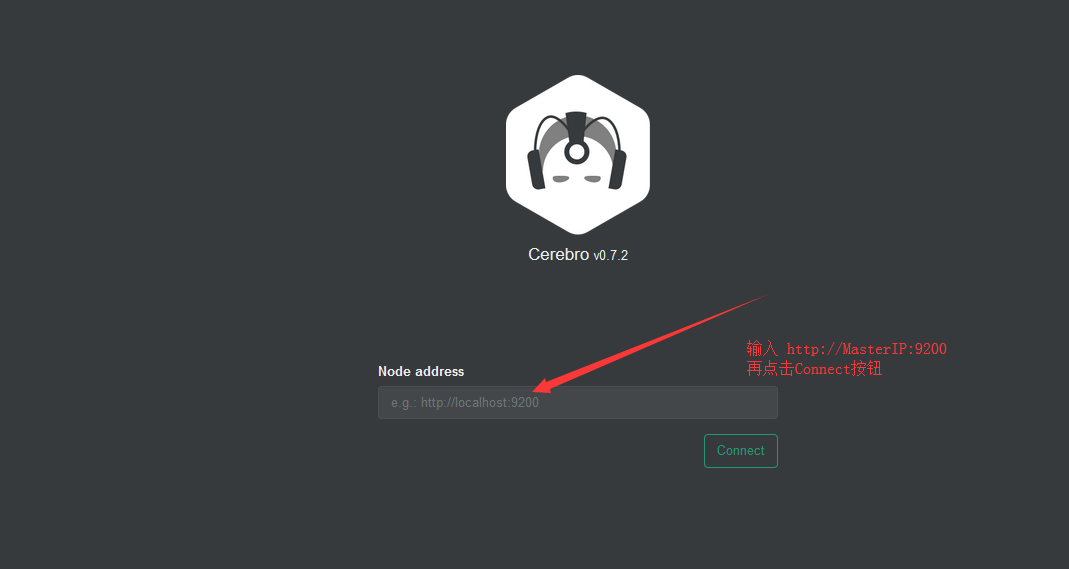 Cerebro v0.7.2
输入 http://MasterIP:9200
再点击Connect按钮
Node address
e.g.: http://localhost:9200
Connect